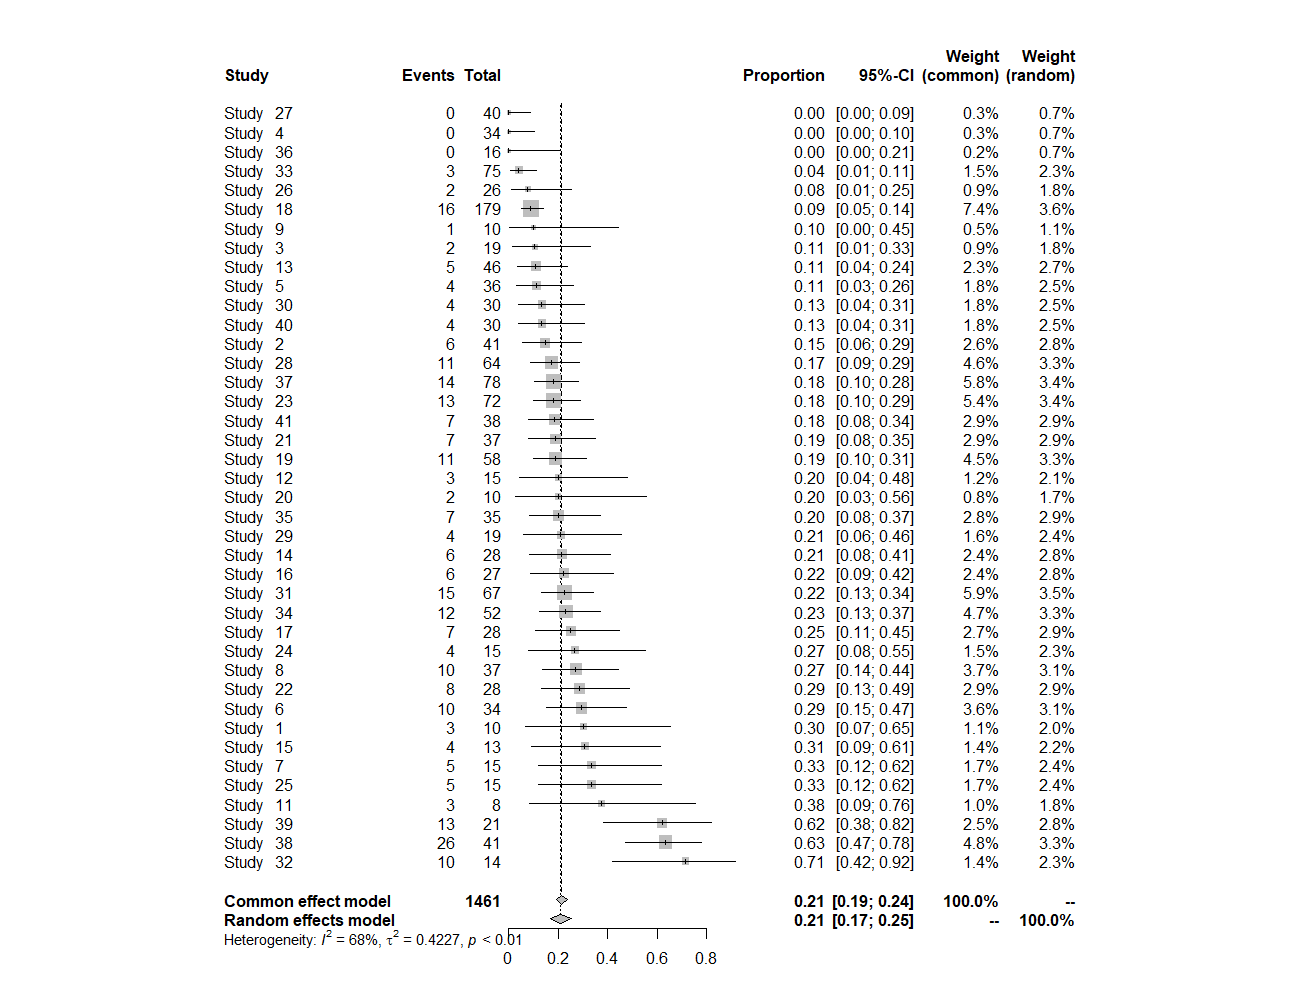 Weight Weight
Study Events Total Proportion 95%-CI (common) (random)
Study 27 0 40 0.00 [0.00; 0.09] 0.3% 0.7%
Study 4 0 34 0.00 [0.00; 0.10] 0.3% 0.7%
Study 36 0 16 0.00 [0.00; 0.21] 0.2% 0.7%
Study 33 3 75 0.04 [0.01; 0.11] 1.5% 2.3%
Study 26 2 26 0.08 [0.01; 0.25] 0.9% 1.8%
Study 18 16 179 0.09 [0.05; 0.14] 7.4% 3.6%
Study 9 1 10 0.10 [0.00; 0.45] 0.5% 1.1%
Study 3 2 19 0.11 [0.01; 0.33] 0.9% 1.8%
Study 13 5 46 0.11 [0.04; 0.24] 2.3% 2.7%
Study 5 4 36 0.11 [0.03; 0.26] 1.8% 2.5%
Study 30 4 30 0.13 [0.04; 0.31] 1.8% 2.5%
Study 40 4 30 0.13 [0.04; 0.31] 1.8% 2.5%
Study 2 6 41 0.15 [0.06; 0.29] 2.6% 2.8%
Study 28 11 64 0.17 [0.09; 0.29] 4.6% 3.3%
Study 37 14 78 0.18 [0.10; 0.28] 5.8% 3.4%
Study 23 13 72 0.18 [0.10; 0.29] 5.4% 3.4%
Study 41 7 38 0.18 [0.08; 0.34] 2.9% 2.9%
Study 21 7 37 0.19 [0.08; 0.35] 2.9% 2.9%
Study 19 11 58 0.19 [0.10; 0.31] 4.5% 3.3%
Study 12 3 15 0.20 [0.04; 0.48] 1.2% 2.1%
Study 20 2 10 0.20 [0.03; 0.56] 0.8% 1.7%
Study 35 7 35 0.20 [0.08; 0.37] 2.8% 2.9%
Study 29 4 19 0.21 [0.06; 0.46] 1.6% 2.4%
Study 14 6 28 0.21 [0.08; 0.41] 2.4% 2.8%
Study 16 6 27 0.22 [0.09; 0.42] 2.4% 2.8%
Study 31 15 67 0.22 [0.13; 0.34] 5.9% 3.5%
Study 34 12 52 0.23 [0.13; 0.37] 4.7% 3.3%
Study 17 7 28 0.25 [0.11; 0.45] 2.7% 2.9%
Study 24 4 15 0.27 [0.08; 0.55] 1.5% 2.3%
Study 8 10 37 0.27 [0.14; 0.44] 3.7% 3.1%
Study 22 8 28 0.29 [0.13; 0.49] 2.9% 2.9%
Study 6 10 34 0.29 [0.15; 0.47] 3.6% 3.1%
Study 1 3 10 0.30 [0.07; 0.65] 1.1% 2.0%
Study 15 4 13 0.31 [0.09; 0.61] 1.4% 2.2%
Study 7 5 15 0.33 [0.12; 0.62] 1.7% 2.4%
Study 25 5 15 0.33 [0.12; 0.62] 1.7% 2.4%
Study 11 3 8 0.38 [0.09; 0.76] 1.0% 1.8%
Study 39 13 21 0.62 [0.38; 0.82] 2.5% 2.8%
Study 38 26 41 0.63 [0.47; 0.78] 4.8% 3.3%
Study 32 10 14 0.71 [0.42; 0.92] 1.4% 2.3%
Common effect model 1461 0.21 [0.19; 0.24] 100.0% --
Random effects model 0.21 [0.17; 0.25] -- 100.0%
Heterogeneity: I² = 68%, τ² = 0.4227, p < 0.01
0 0.2 0.4 0.6 0.8